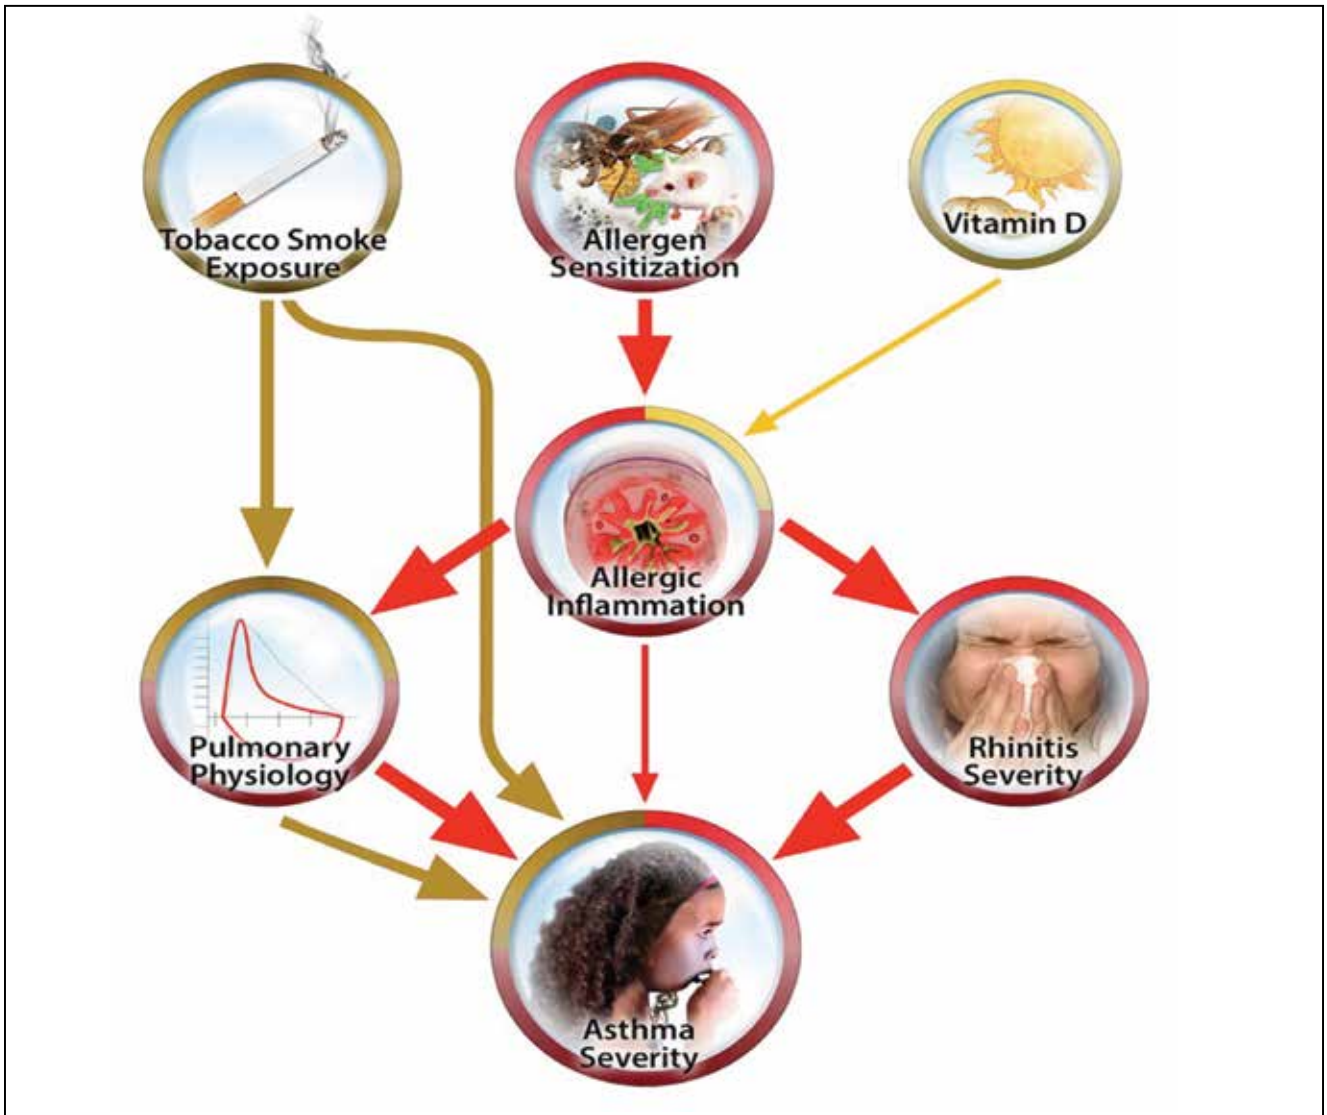 Tobacco Smoke
Exposure
Allergen
Sensitization
Vitamin D
Allergic
Inflammation
Pulmonary
Physiology
Rhinitis
Severity
Asthma
Severity